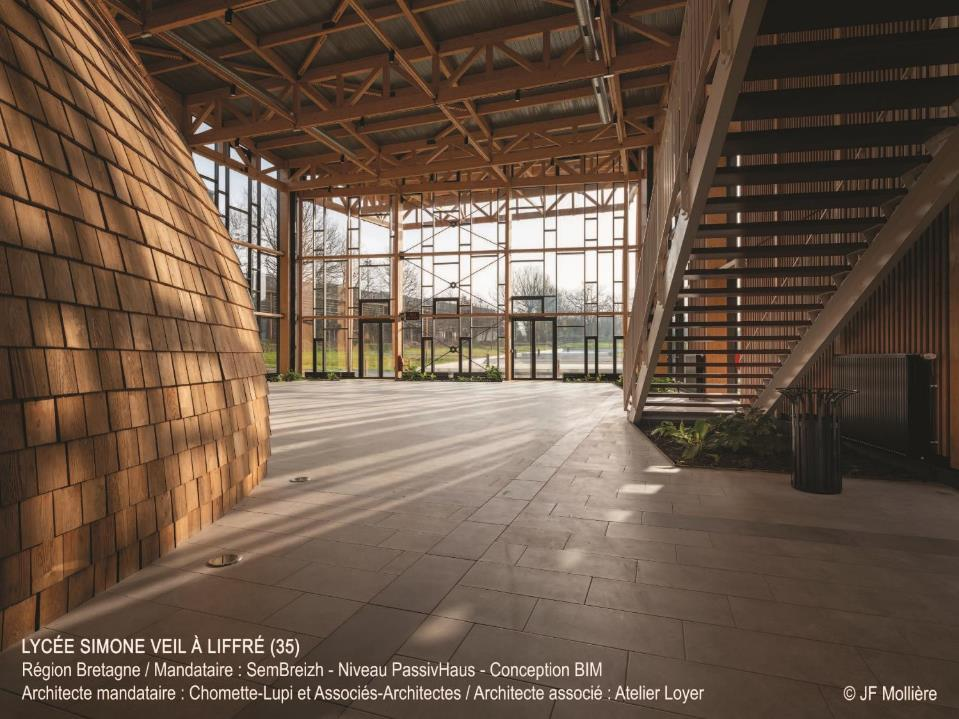 LYCÉE SIMONE VEIL À LIFFRÉ (35)
Région Bretagne / Mandataire : SemBreizh - Niveau PassivHaus - Conception BIM
Architecte mandataire : Chomette-Lupi et Associés-Architectes / Architecte associé : Atelier Loyer
© JF Mollière